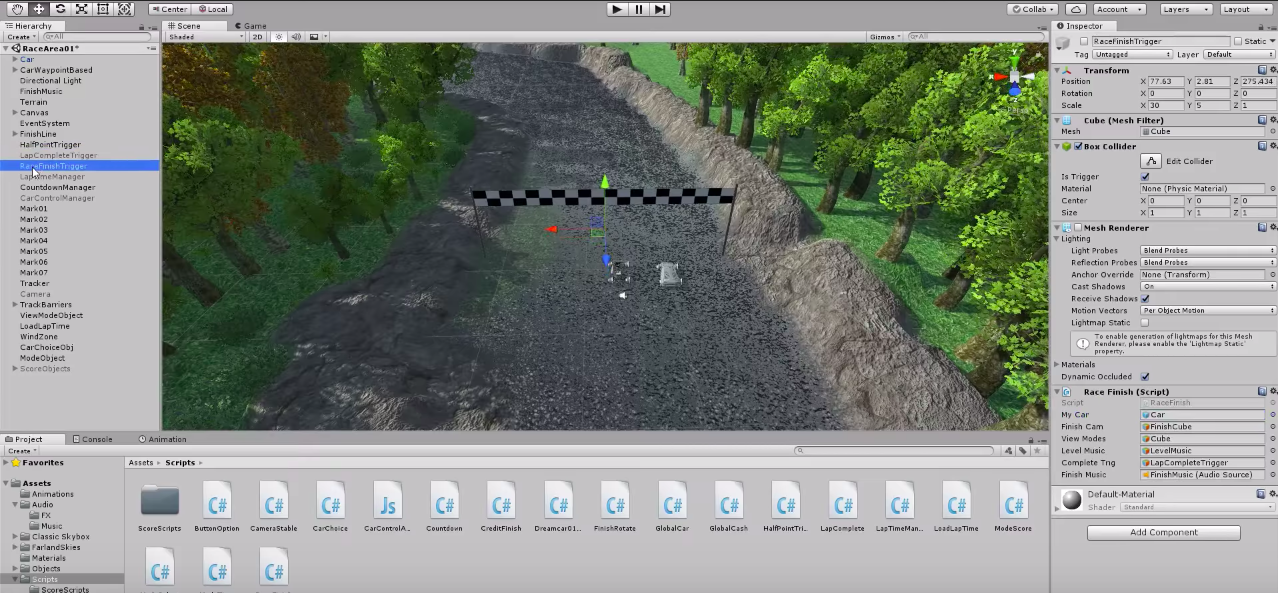 Center Local Collab Account Layers Layout
Hierarchy
Create All
RaceArea01*
Car
CarWaypointBased
Directional Light
FinishMusic
Terrain
Canvas
EventSystem
FinishLine
HalfPointTrigger
LapCompleteTrigger
RaceFinishTrigger
LapTimeManager
CountdownManager
CarControlManager
Mark01
Mark02
Mark03
Mark04
Mark05
Mark06
Mark07
Tracker
Camera
TrackBarriers
ViewModeObject
LoadLapTime
WindZone
CarChoiceObj
ModeObject
ScoreObjects
Scene Game
Shaded 2D Gizmos All
Inspector
RaceFinishTrigger Static
Tag Untagged Layer Default
Transform
Position X 77.63 Y 2.81 Z 275.434
Rotation X 0 Y 0 Z 0
Scale X 30 Y 5 Z 1
Cube (Mesh Filter)
Mesh Cube
Box Collider
Edit Collider
Is Trigger
Material None (Physic Material)
Center X 0 Y 0 Z 0
Size X 1 Y 1 Z 1
Mesh Renderer
Lighting
Light Probes Blend Probes
Reflection Probes Blend Probes
Anchor Override None (Transform)
Cast Shadows On
Receive Shadows
Motion Vectors Per Object Motion
Lightmap Static
To enable generation of lightmaps for this Mesh
Renderer, please enable the 'Lightmap Static'
property.
Materials
Dynamic Occluded
Race Finish (Script)
Script RaceFinish
My Car Car
Finish Cam FinishCube
View Modes Cube
Level Music LevelMusic
Complete Trig LapCompleteTrigger
Finish Music FinishMusic (Audio Source)
Default-Material
Shader Standard
Add Component
Project Console Animation
Create
Favorites
Assets
Animations
Audio
FX
Music
Classic Skybox
FarlandSkies
Materials
Objects
Scripts
ScoreScripts
Assets Scripts
ScoreScripts ButtonOption CameraStable CarChoice CarControlA... Countdown CreditFinish Dreamcar01... FinishRotate GlobalCar GlobalCash HalfPointTri... LapComplete LapTimeMan... LoadLapTime ModeScore